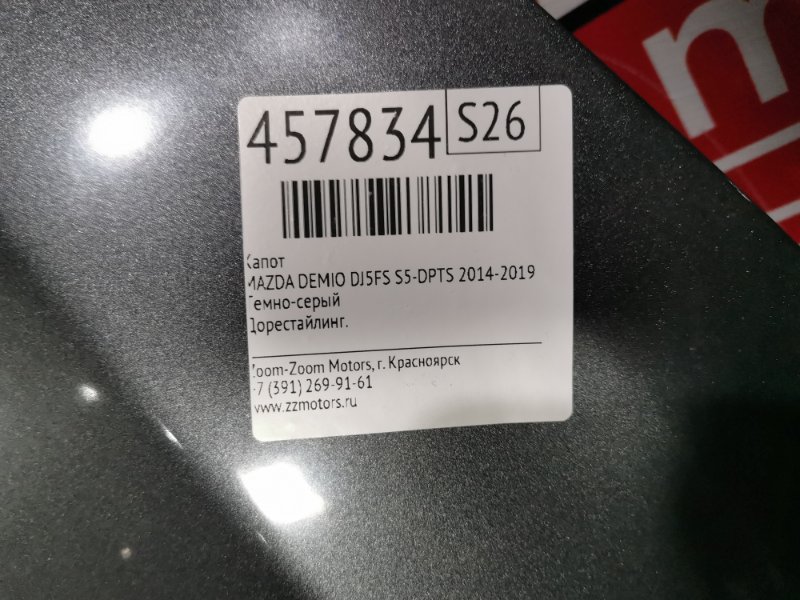 457834 S26
Капот
MAZDA DEMIO DJ5FS S5-DPTS 2014-2019
Темно-серый
Дорестайлинг.
Zoom-Zoom Motors, г. Красноярск
+7 (391) 269-91-61
www.zzmotors.ru
m